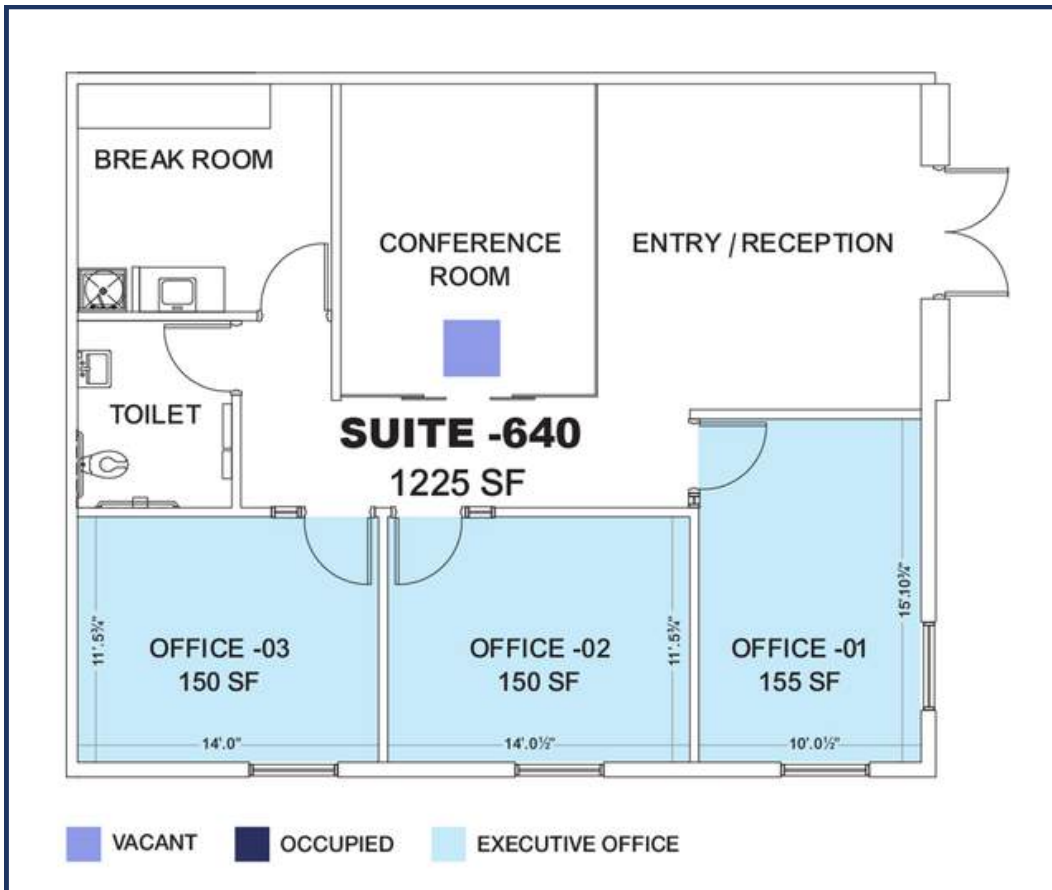 BREAK ROOM
CONFERENCE
ROOM
ENTRY / RECEPTION
TOILET
SUITE -640
1225 SF
OFFICE -03
150 SF
11'.5¾"
14'.0"
OFFICE -02
150 SF
11'.5¾"
14'.0½"
OFFICE -01
155 SF
15'.10¾"
10'.0½"
VACANT
OCCUPIED
EXECUTIVE OFFICE